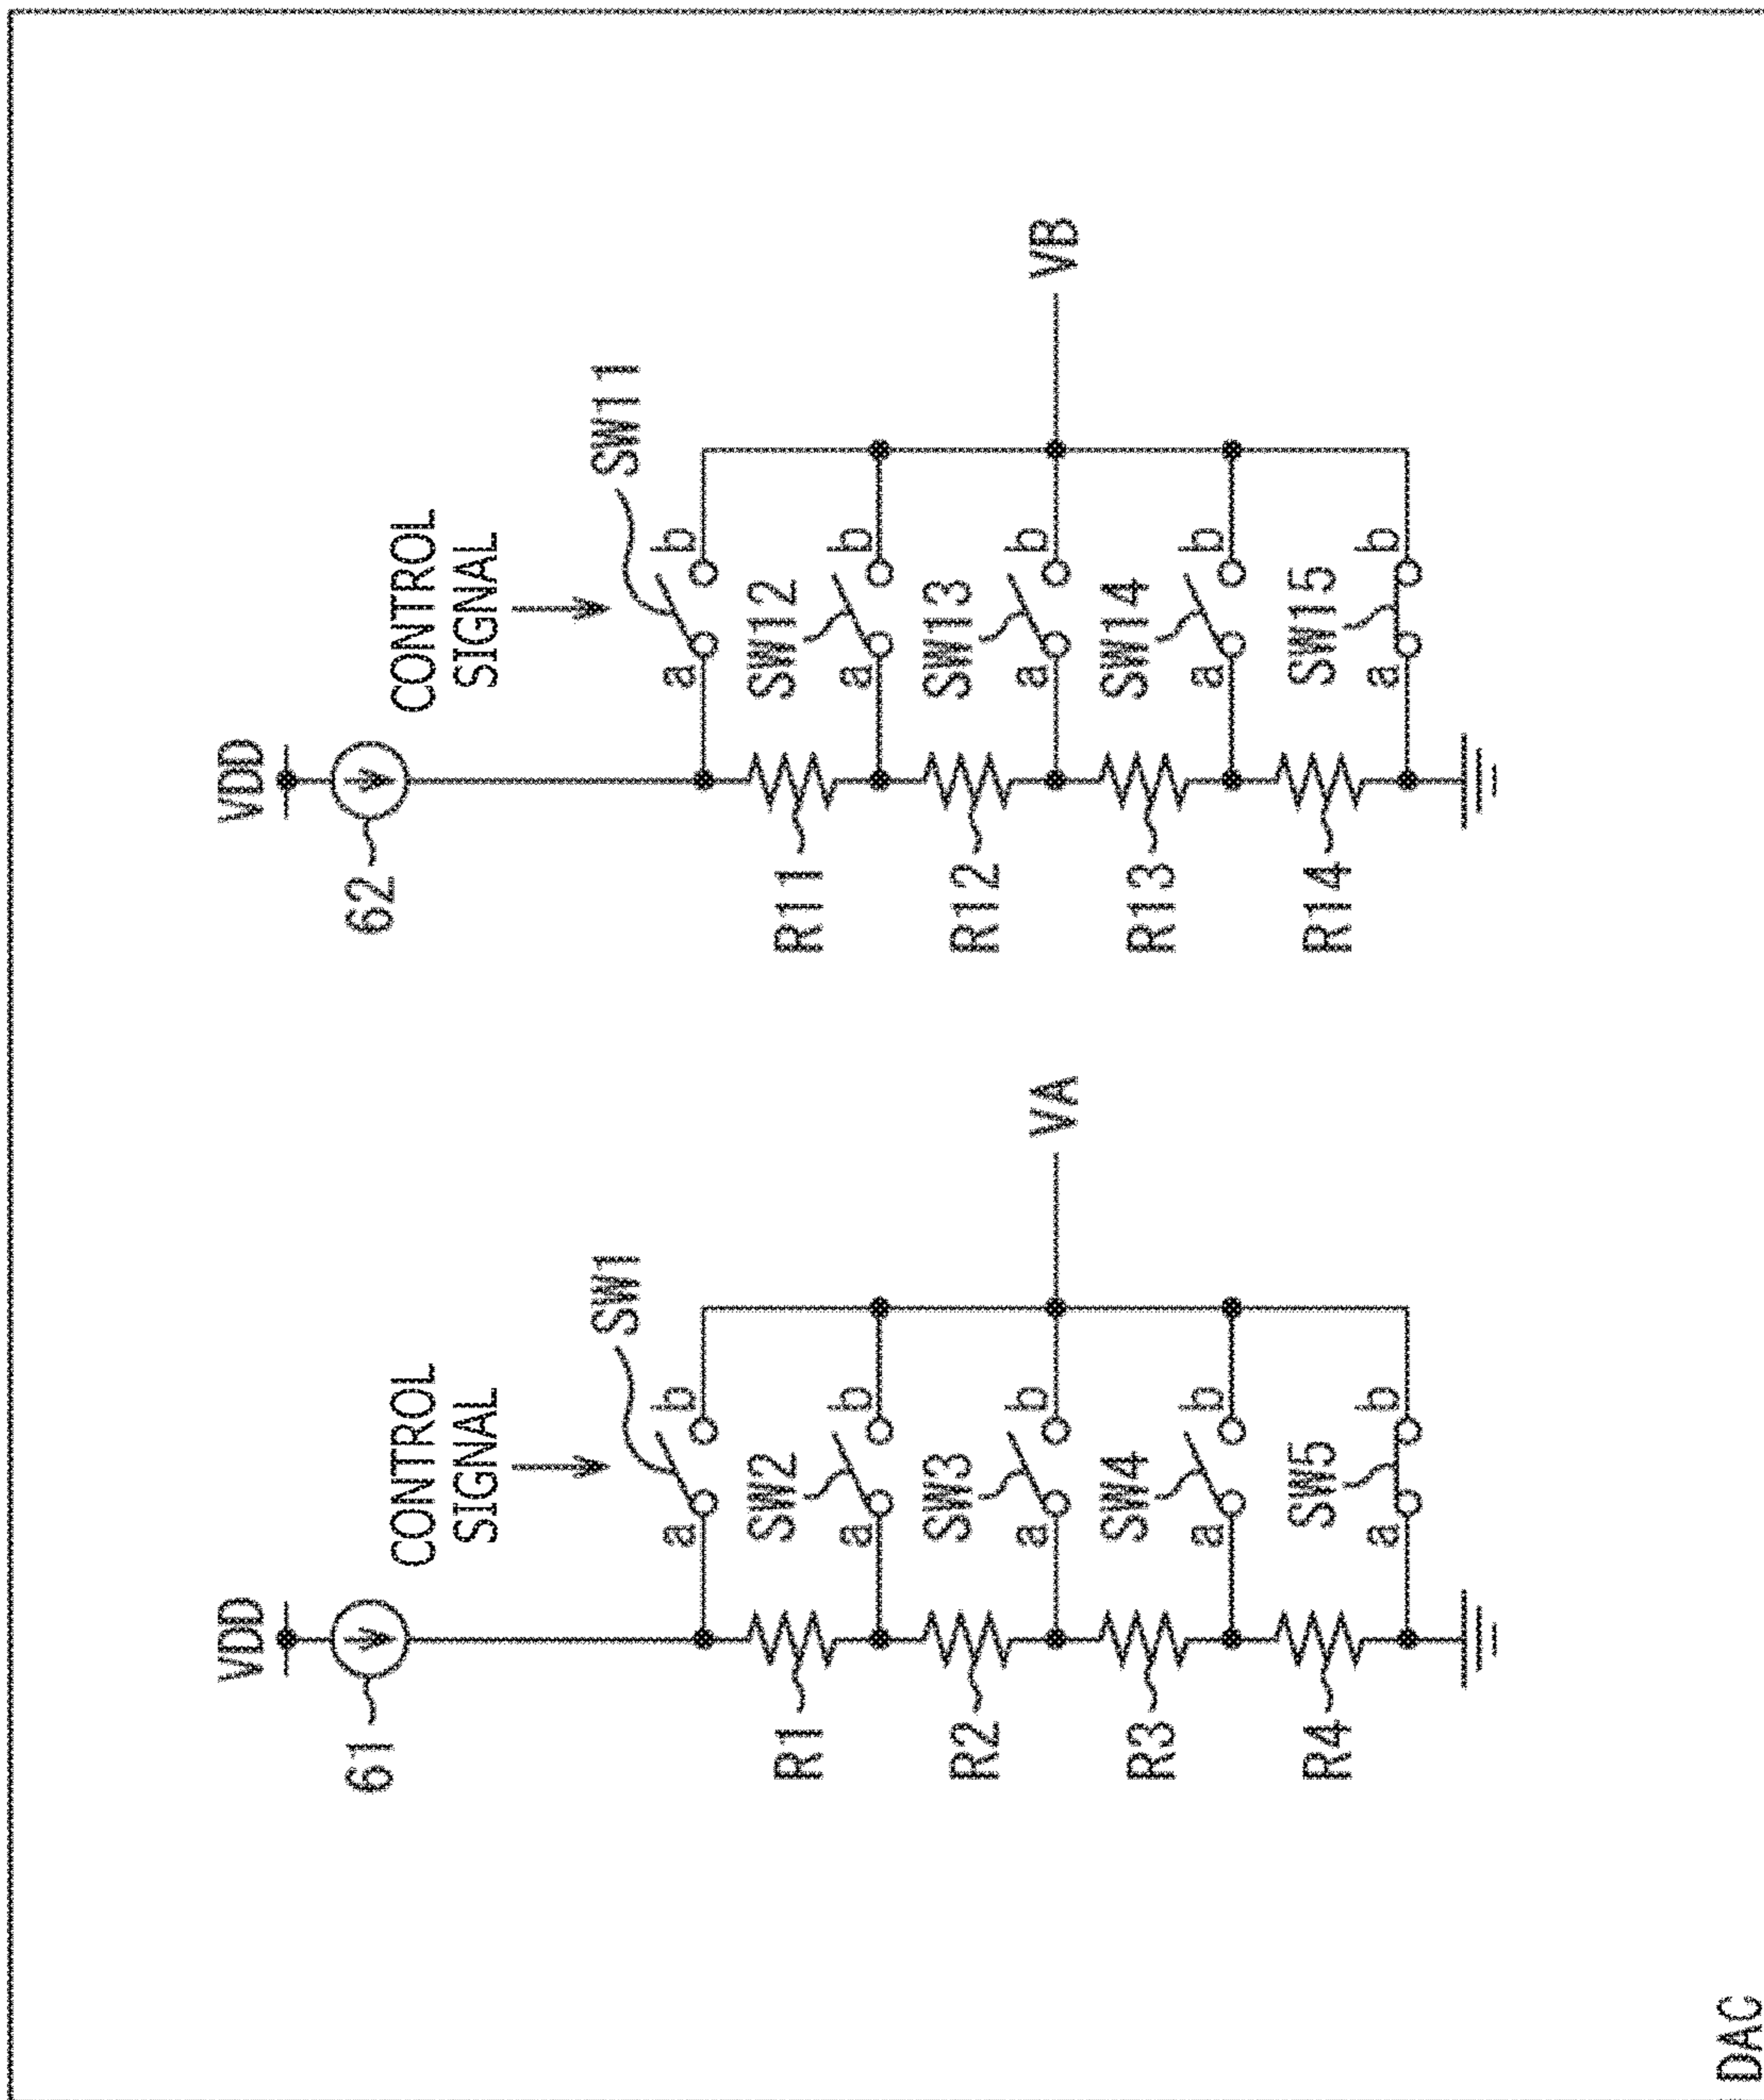 VDD
61
CONTROL
SIGNAL
SW1
a
b
SW2
a
b
SW3
a
b
SW4
a
b
SW5
a
b
R1
R2
R3
R4
VA
VDD
62
CONTROL
SIGNAL
SW11
a
b
SW12
a
b
SW13
a
b
SW14
a
b
SW15
a
b
R11
R12
R13
R14
VB
DAC